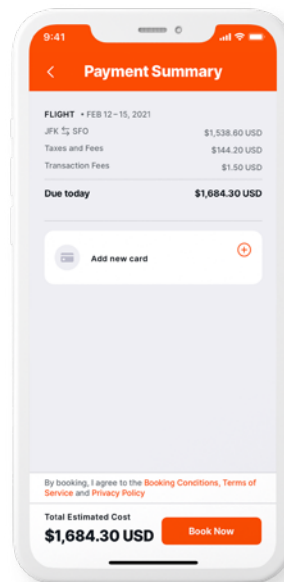 9:41
Payment Summary
FLIGHT • FEB 12–15, 2021
JFK ⇆ SFO $1,538.60 USD
Taxes and Fees $144.20 USD
Transaction Fees $1.50 USD
Due today $1,684.30 USD
Add new card
By booking, I agree to the Booking Conditions, Terms of
Service and Privacy Policy
Total Estimated Cost
$1,684.30 USD Book Now